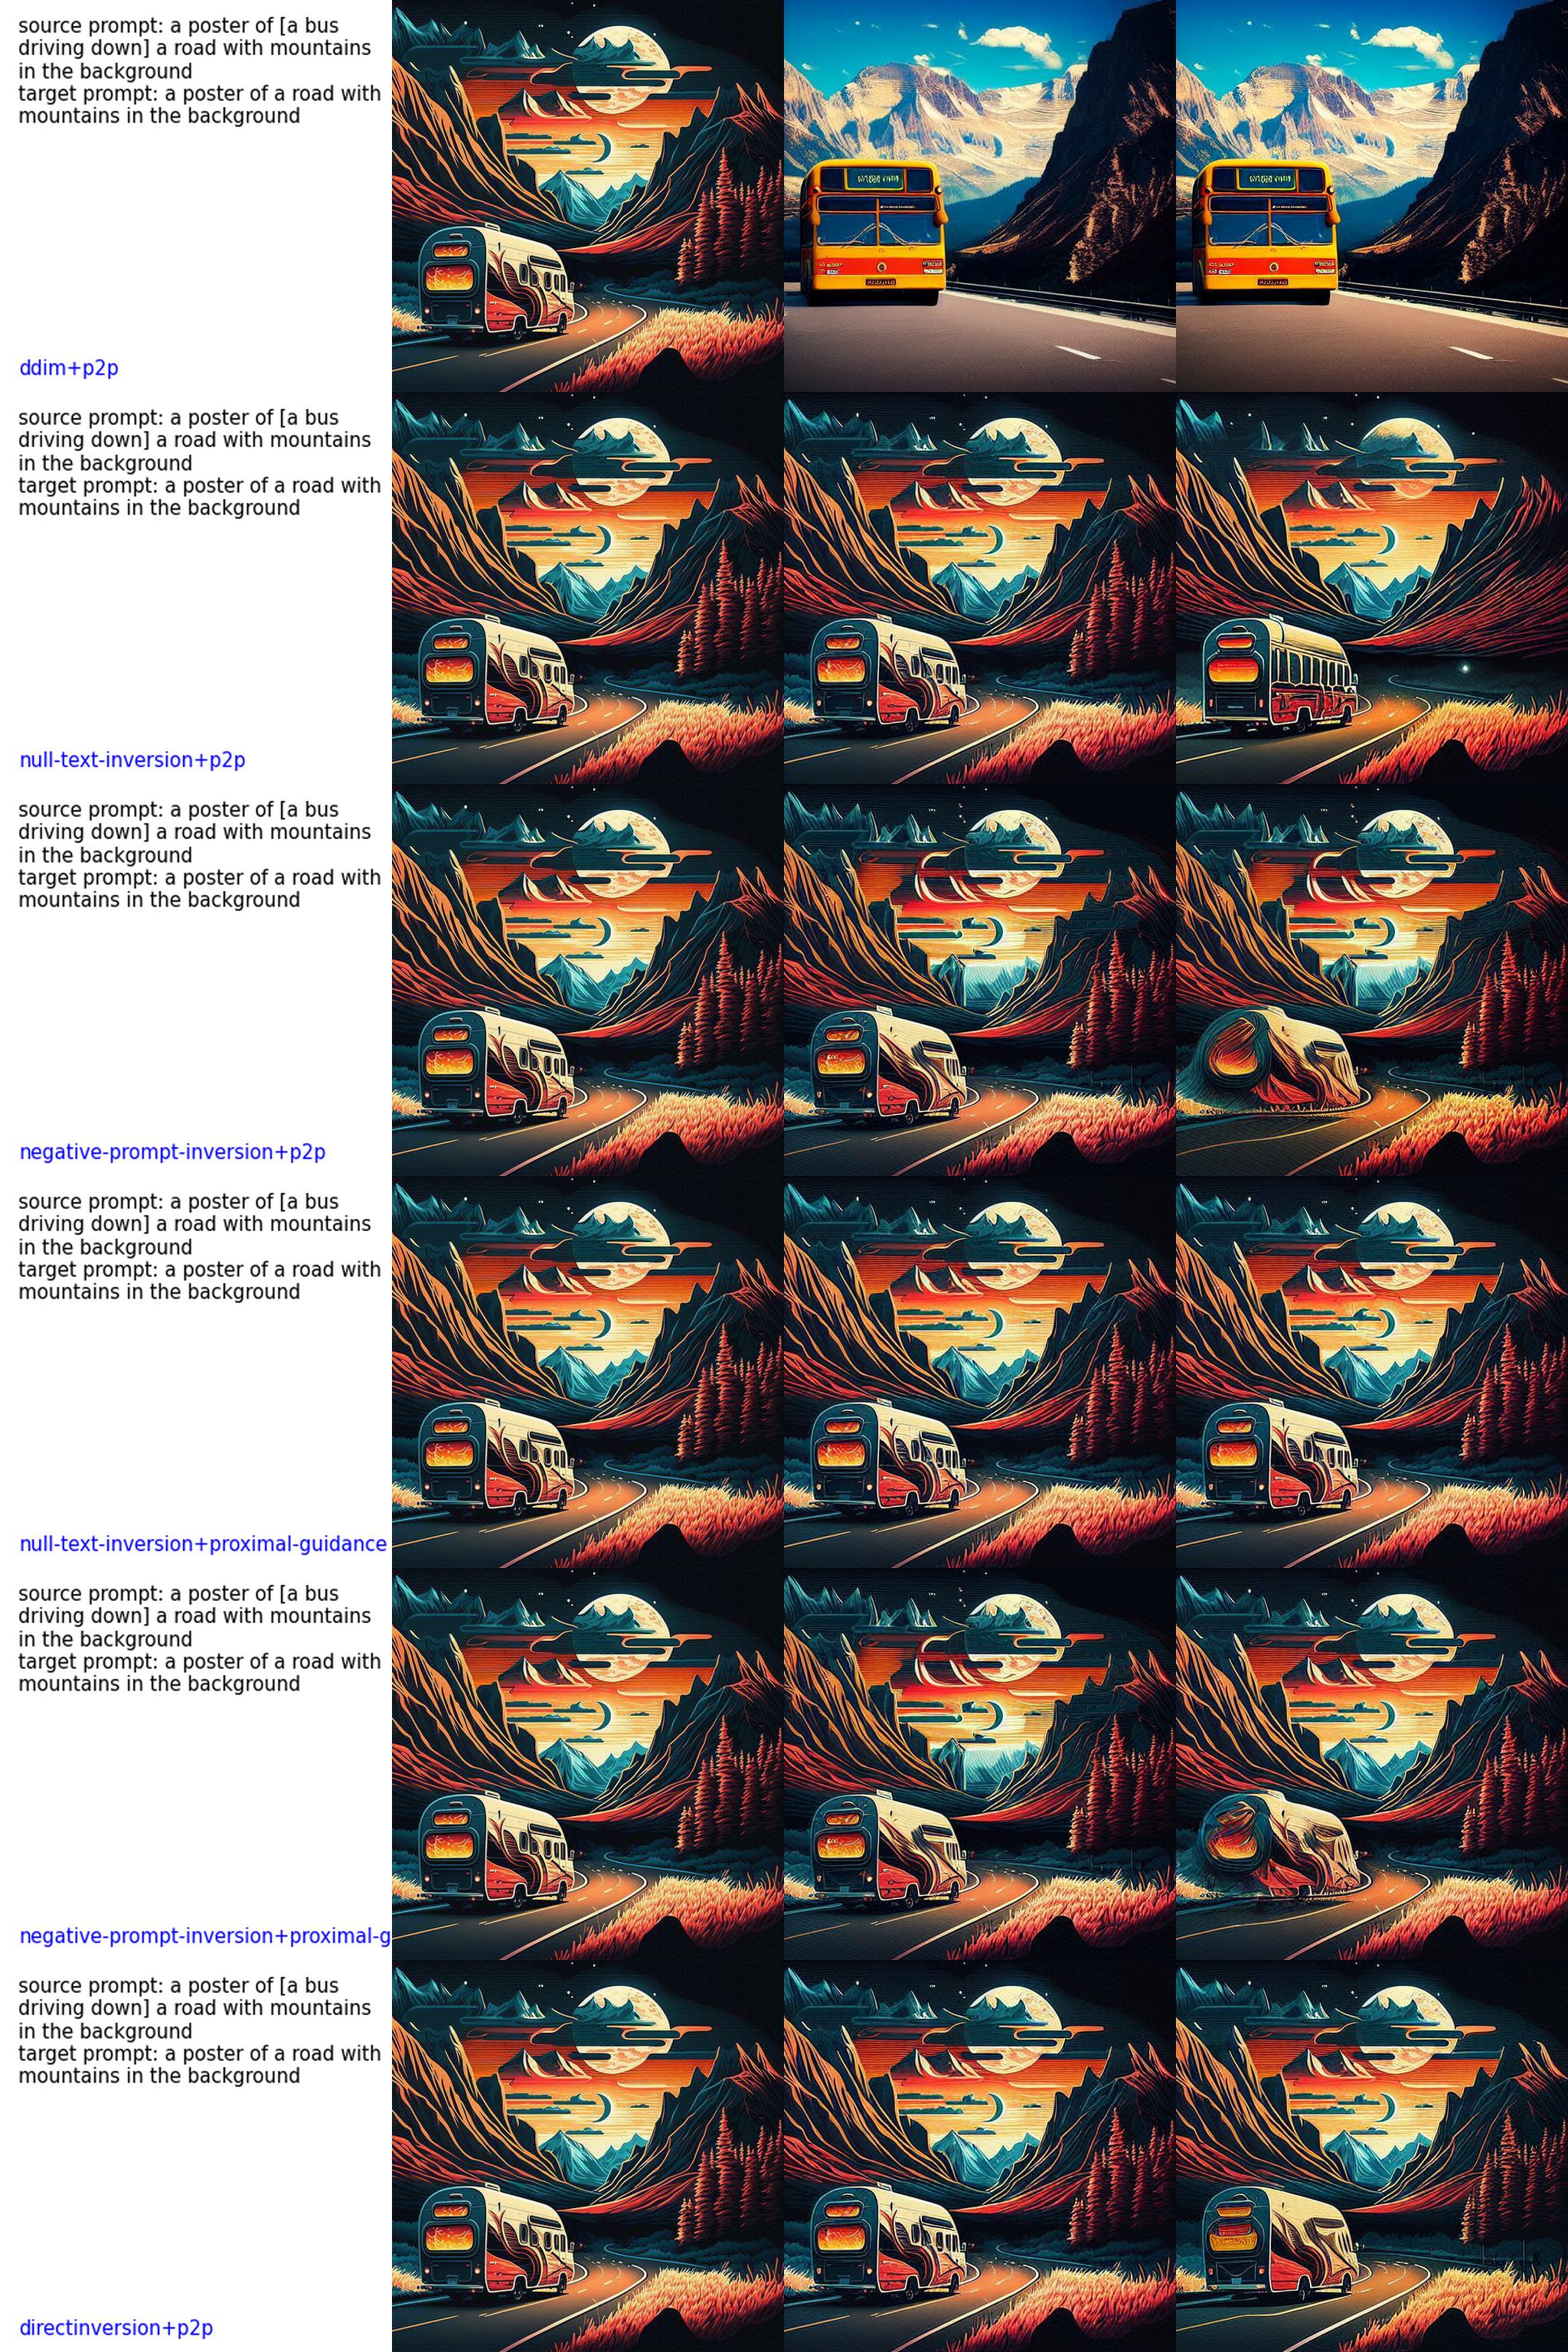 source prompt: a poster of [a bus
driving down] a road with mountains
in the background
target prompt: a poster of a road with
mountains in the background
ddim+p2p
source prompt: a poster of [a bus
driving down] a road with mountains
in the background
target prompt: a poster of a road with
mountains in the background
null-text-inversion+p2p
source prompt: a poster of [a bus
driving down] a road with mountains
in the background
target prompt: a poster of a road with
mountains in the background
negative-prompt-inversion+p2p
source prompt: a poster of [a bus
driving down] a road with mountains
in the background
target prompt: a poster of a road with
mountains in the background
null-text-inversion+proximal-guidance
source prompt: a poster of [a bus
driving down] a road with mountains
in the background
target prompt: a poster of a road with
mountains in the background
negative-prompt-inversion+proximal-g
source prompt: a poster of [a bus
driving down] a road with mountains
in the background
target prompt: a poster of a road with
mountains in the background
directinversion+p2p